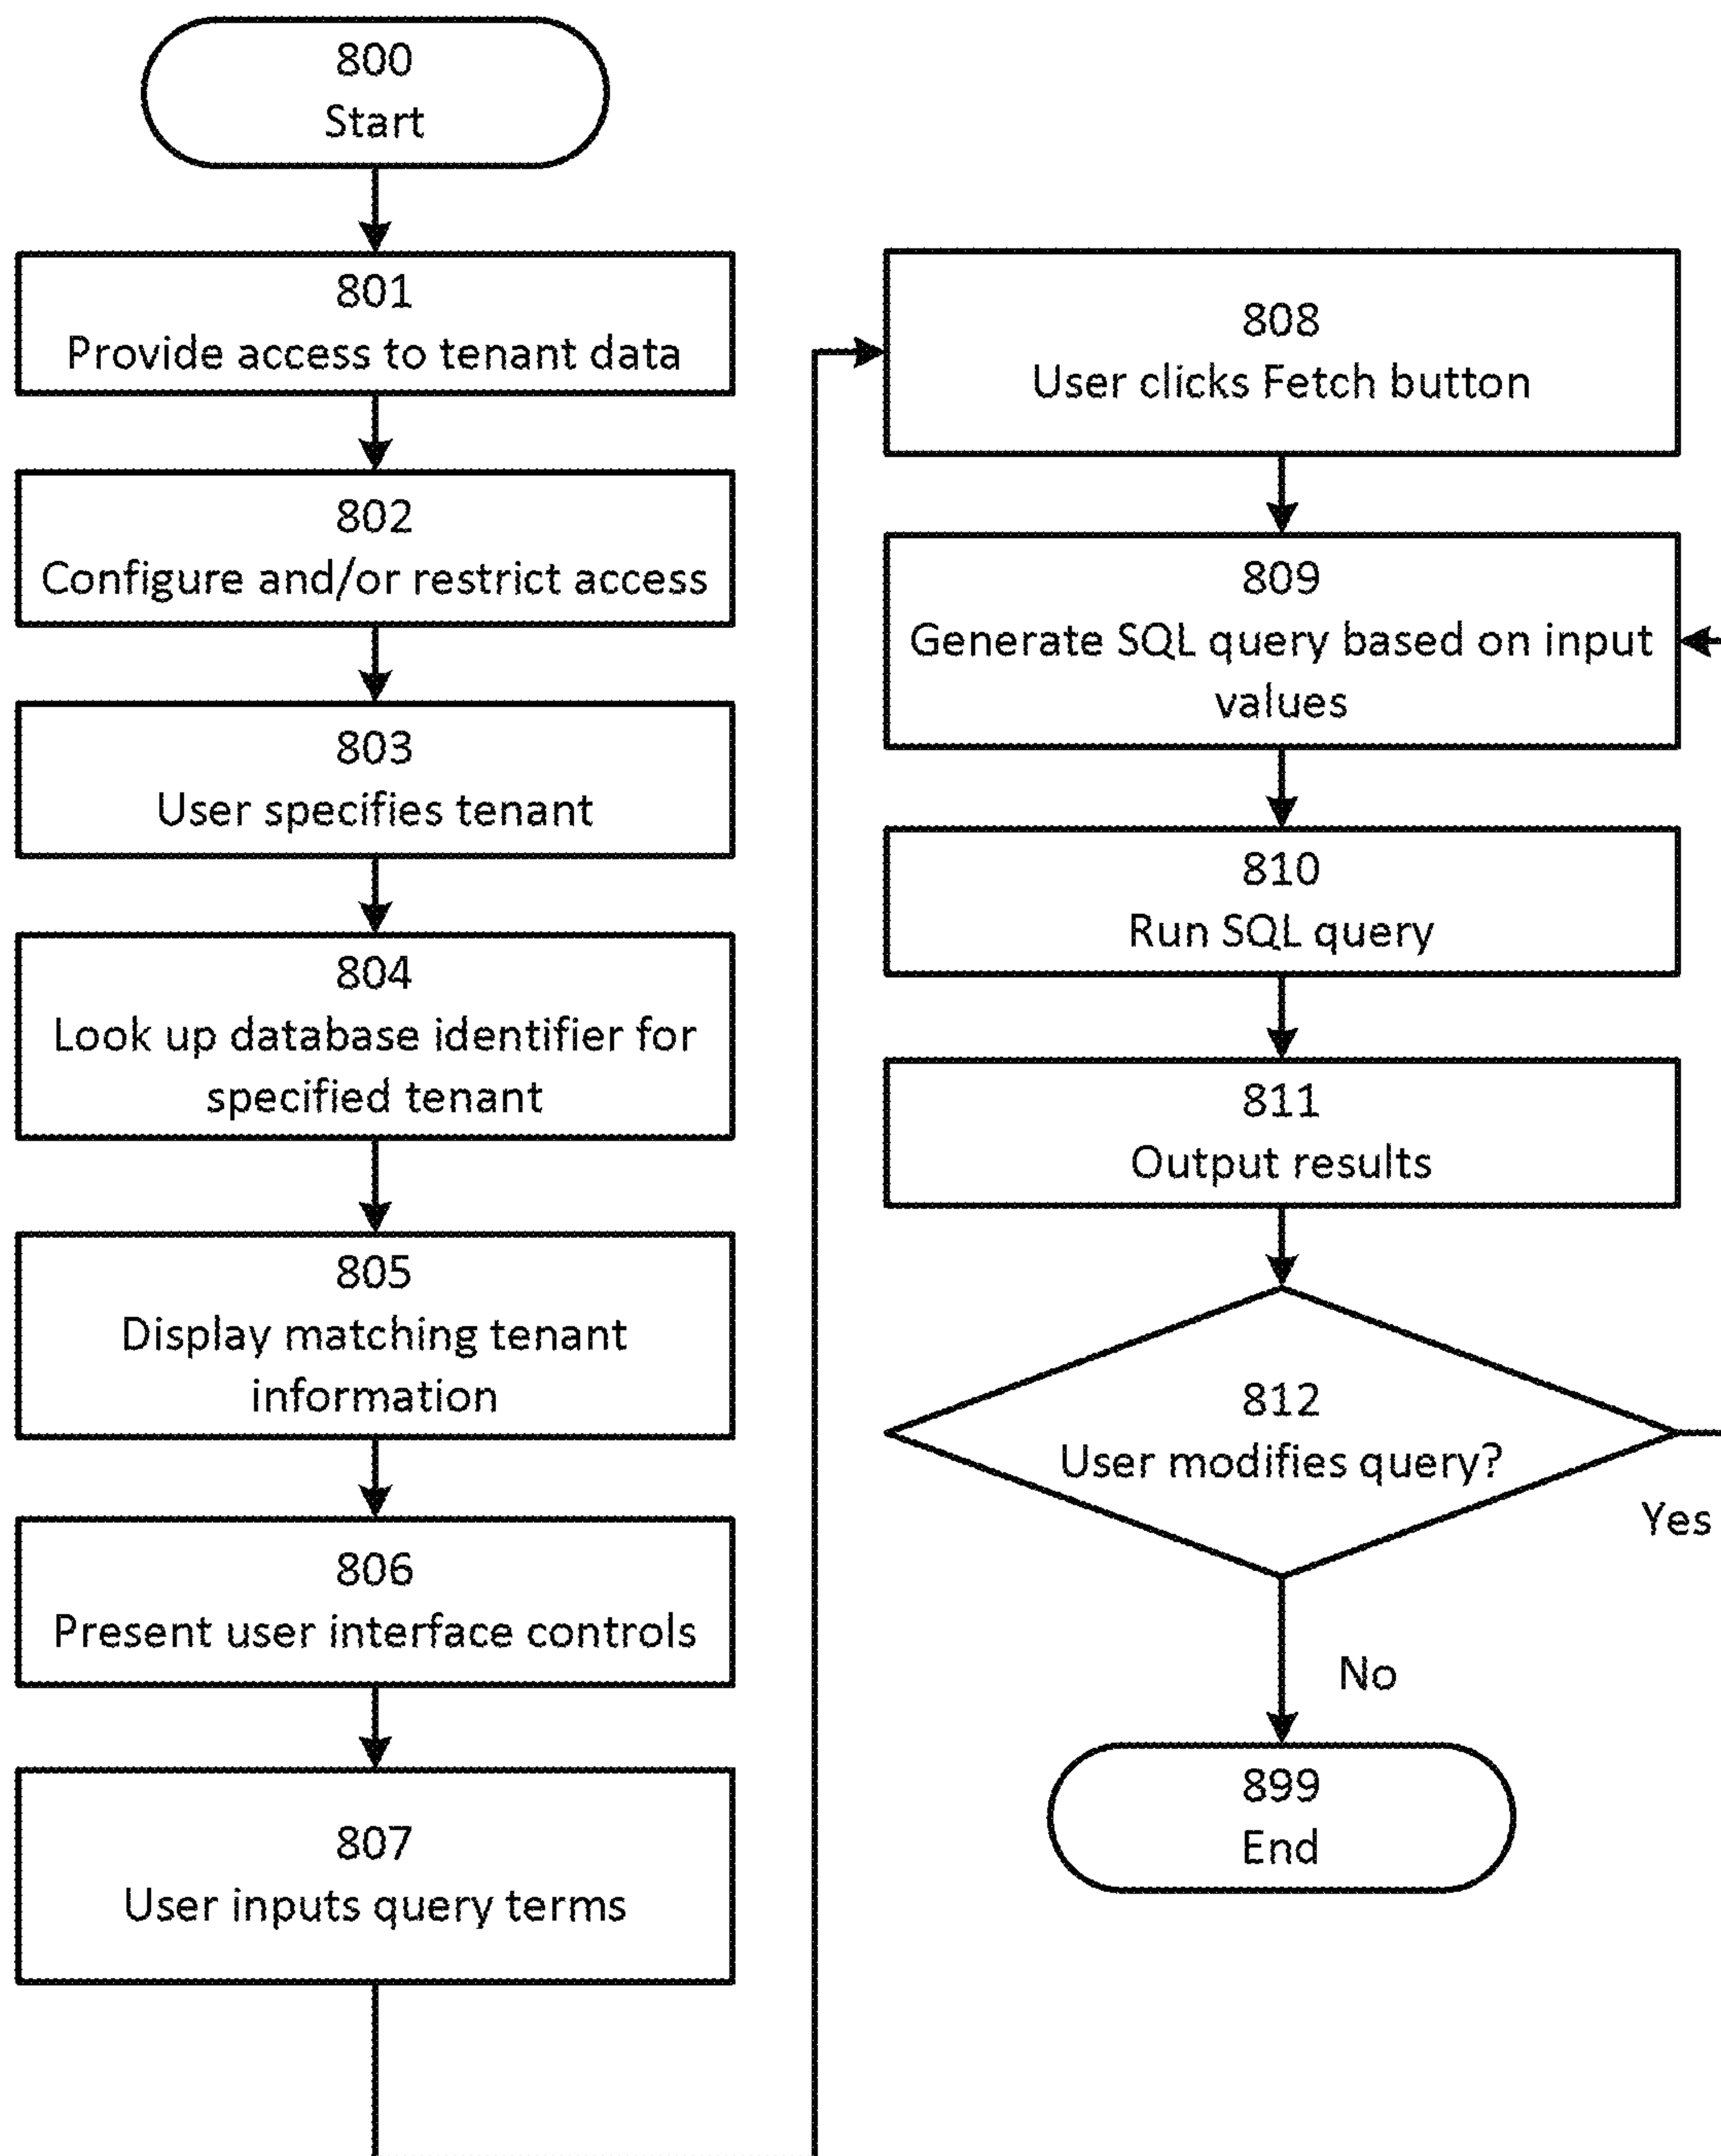 800
Start
801
Provide access to tenant data
802
Configure and/or restrict access
803
User specifies tenant
804
Look up database identifier for
specified tenant
805
Display matching tenant
information
806
Present user interface controls
807
User inputs query terms
808
User clicks Fetch button
809
Generate SQL query based on input
values
810
Run SQL query
811
Output results
812
User modifies query?
Yes
No
899
End